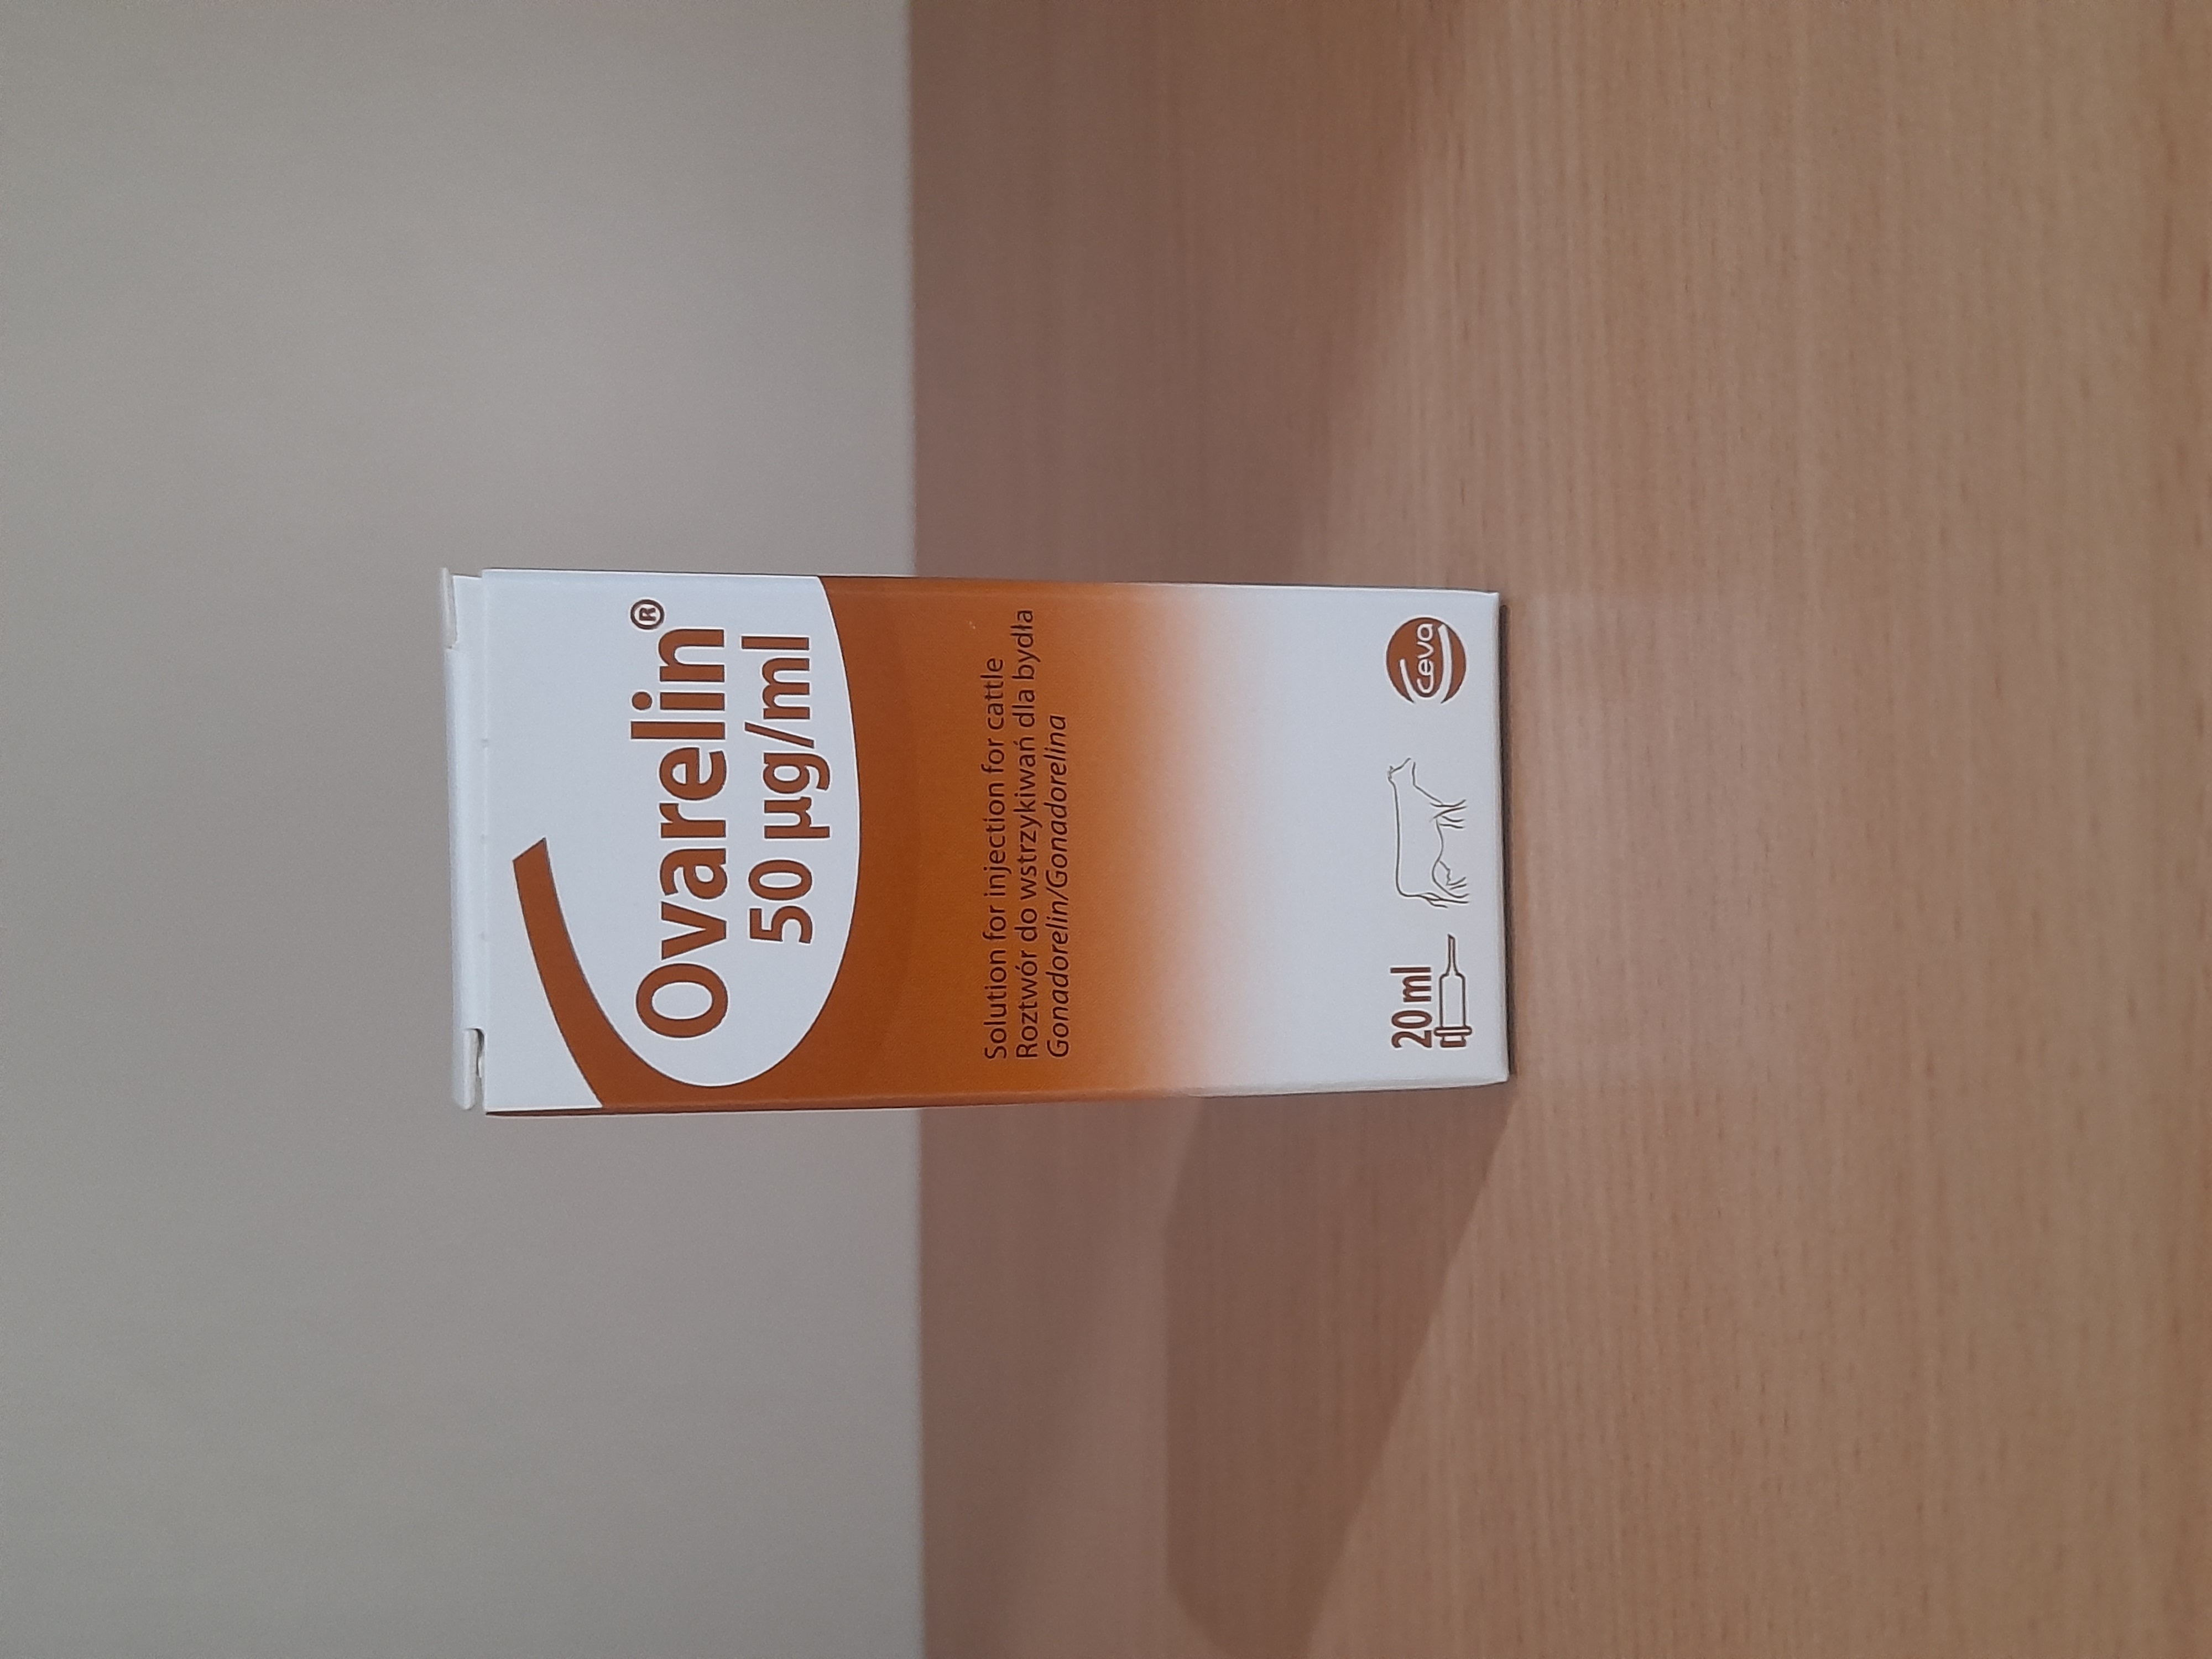 Ovarelin®
50 µg/ml
Solution for injection for cattle
Roztwór do wstrzykiwań dla bydła
Gonadorelin/Gonadorelina
20 ml
Ceva